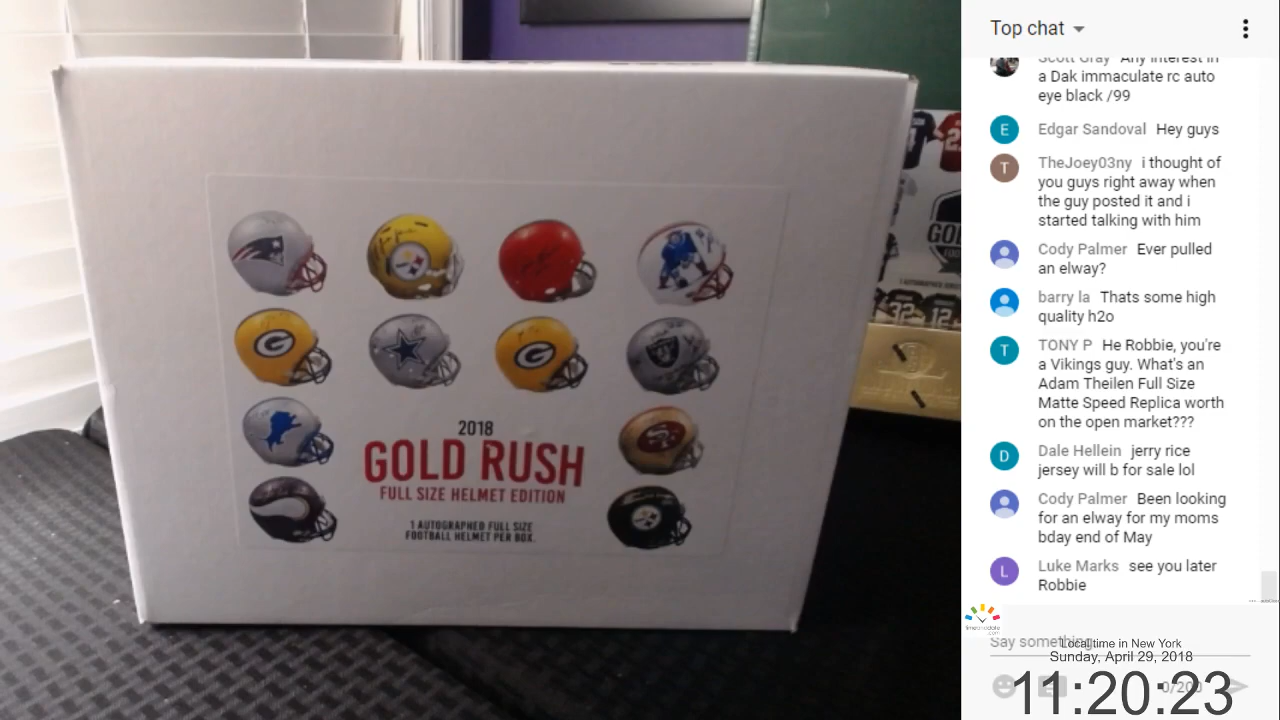 2018
GOLD RUSH
FULL SIZE HELMET EDITION
1 AUTOGRAPHED FULL SIZE
FOOTBALL HELMET PER BOX.
32
12
Top chat
Scott Gray Any interest in
a Dak immaculate rc auto
eye black /99
E
Edgar Sandoval Hey guys
T
TheJoey03ny i thought of
you guys right away when
the guy posted it and i
started talking with him
Cody Palmer Ever pulled
an elway?
barry la Thats some high
quality h2o
T
TONY P He Robbie, you're
a Vikings guy. What's an
Adam Theilen Full Size
Matte Speed Replica worth
on the open market???
D
Dale Hellein jerry rice
jersey will b for sale lol
Cody Palmer Been looking
for an elway for my moms
bday end of May
L
Luke Marks see you later
Robbie
Say something...
Local time in New York
Sunday, April 29, 2018
0/200
11:20:23